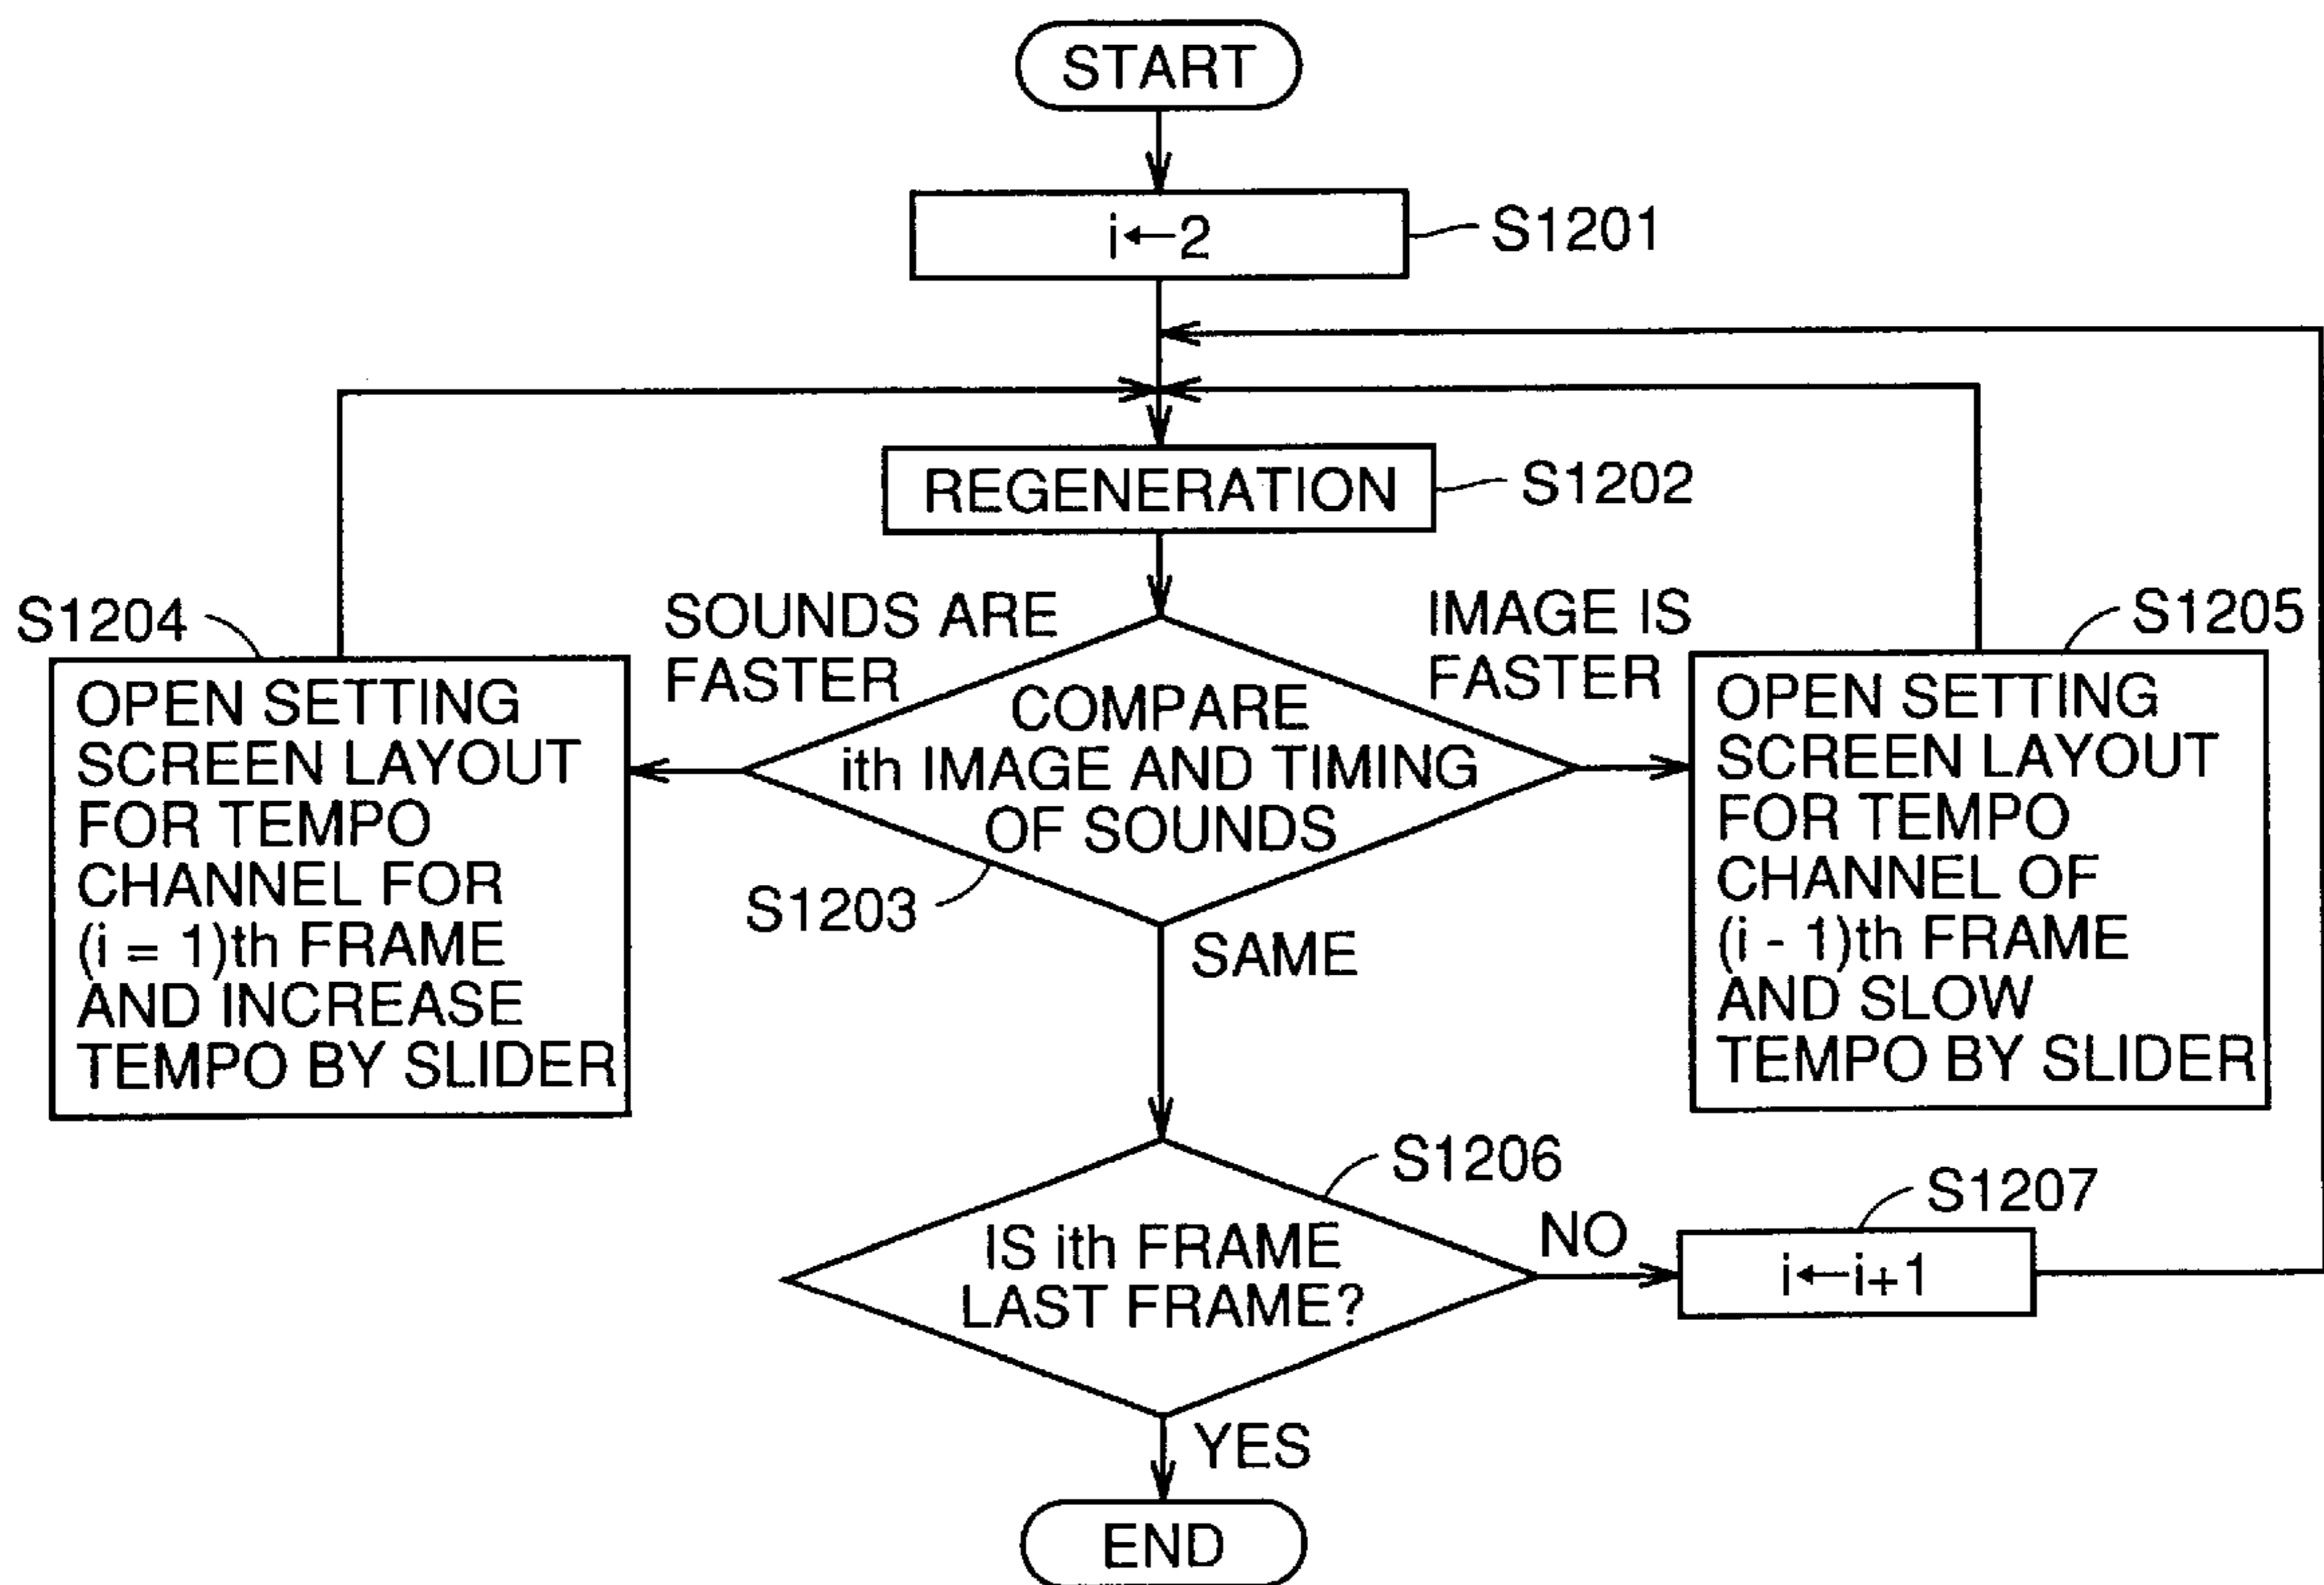 START
i←2
S1201
REGENERATION
S1202
SOUNDS ARE
FASTER
IMAGE IS
FASTER
COMPARE
ith IMAGE AND TIMING
OF SOUNDS
S1203
SAME
S1204
OPEN SETTING
SCREEN LAYOUT
FOR TEMPO
CHANNEL FOR
(i = 1)th FRAME
AND INCREASE
TEMPO BY SLIDER
S1205
OPEN SETTING
SCREEN LAYOUT
FOR TEMPO
CHANNEL OF
(i - 1)th FRAME
AND SLOW
TEMPO BY SLIDER
S1206
IS ith FRAME
LAST FRAME?
NO
S1207
i←i+1
YES
END